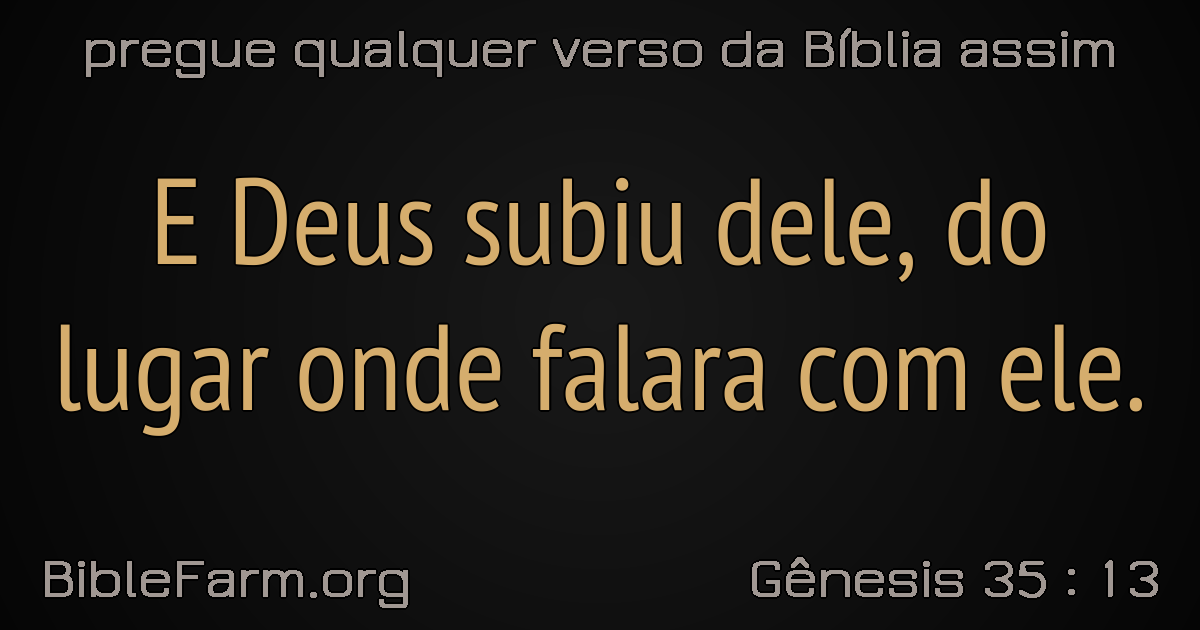 pregue qualquer verso da Bíblia assim
E Deus subiu dele, do
lugar onde falara com ele.
BibleFarm.org
Gênesis 35 : 13